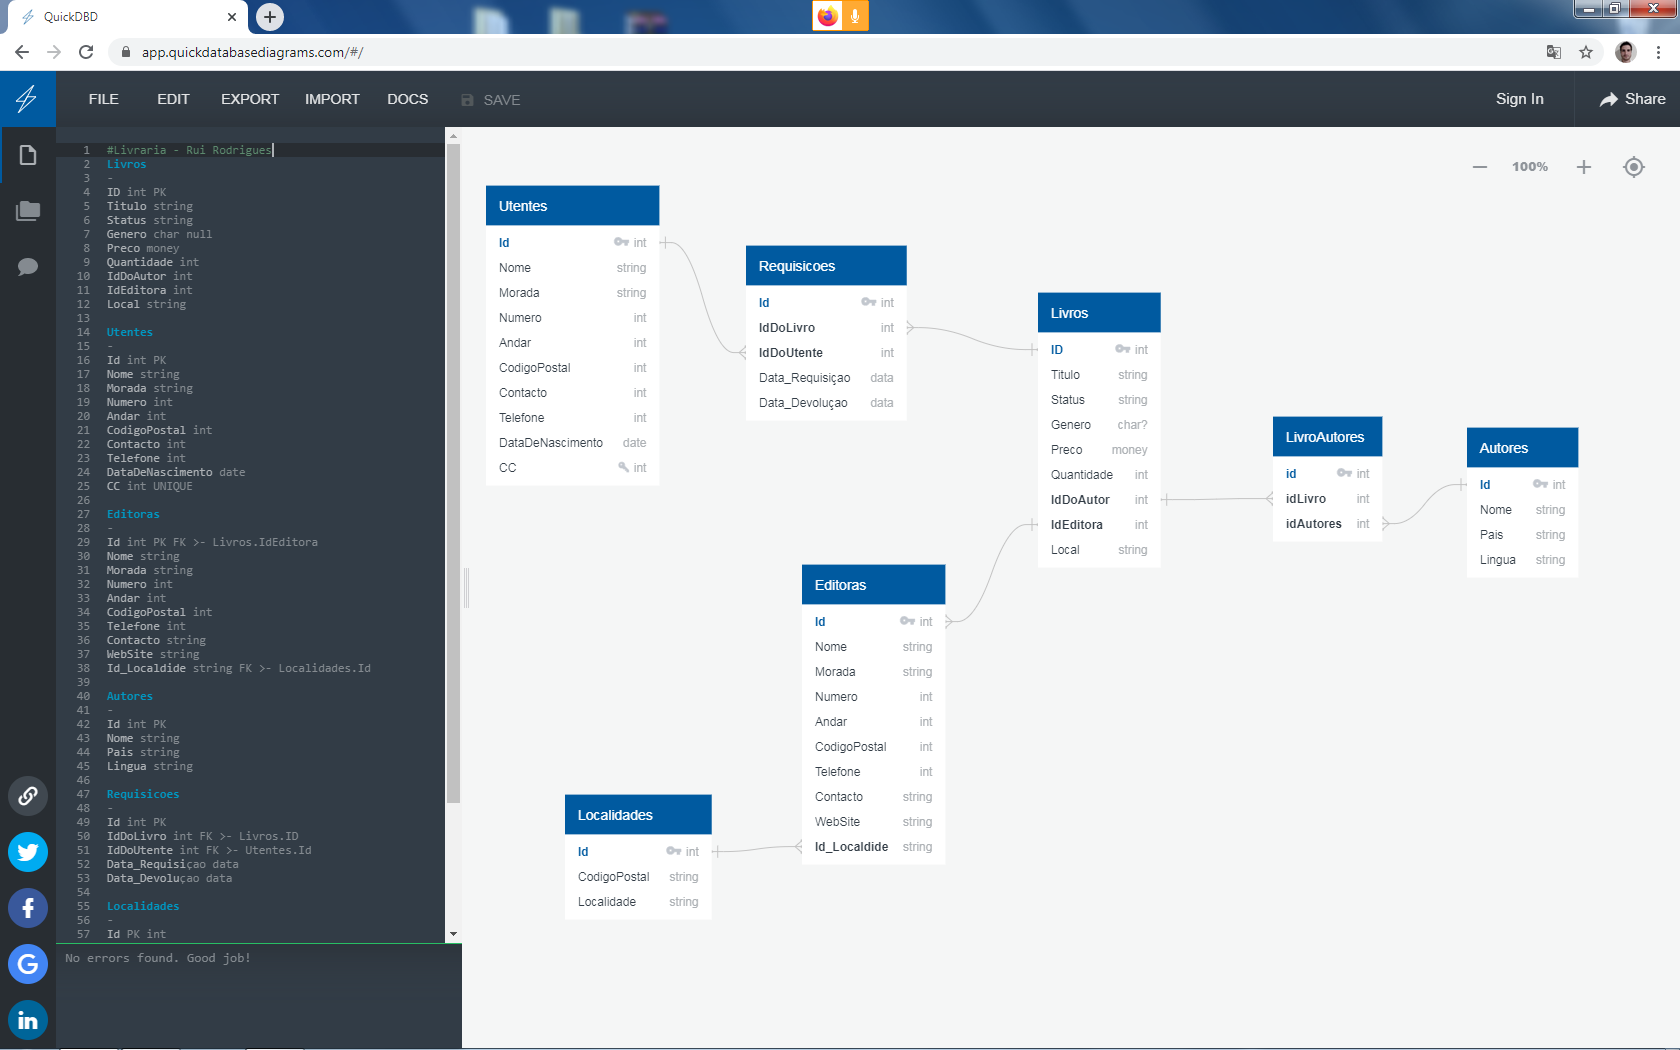 QuickDBD
app.quickdatabasediagrams.com/#/
FILE EDIT EXPORT IMPORT DOCS SAVE Sign In Share
1 #Livraria - Rui Rodrigues
2 Livros
3 -
4 ID int PK
5 Titulo string
6 Status string
7 Genero char null
8 Preco money
9 Quantidade int
10 IdDoAutor int
11 IdEditora int
12 Local string
13
14 Utentes
15 -
16 Id int PK
17 Nome string
18 Morada string
19 Numero int
20 Andar int
21 CodigoPostal int
22 Contacto int
23 Telefone int
24 DataDeNascimento date
25 CC int UNIQUE
26
27 Editoras
28 -
29 Id int PK FK >- Livros.IdEditora
30 Nome string
31 Morada string
32 Numero int
33 Andar int
34 CodigoPostal int
35 Telefone int
36 Contacto string
37 WebSite string
38 Id_Localdide string FK >- Localidades.Id
39
40 Autores
41 -
42 Id int PK
43 Nome string
44 Pais string
45 Lingua string
46
47 Requisicoes
48 -
49 Id int PK
50 IdDoLivro int FK >- Livros.ID
51 IdDoUtente int FK >- Utentes.Id
52 Data_Requisiçao data
53 Data_Devoluçao data
54
55 Localidades
56 -
57 Id PK int
No errors found. Good job!
100%
Utentes
Id int
Nome string
Morada string
Numero int
Andar int
CodigoPostal int
Contacto int
Telefone int
DataDeNascimento date
CC int
Requisicoes
Id int
IdDoLivro int
IdDoUtente int
Data_Requisiçao data
Data_Devoluçao data
Livros
ID int
Titulo string
Status string
Genero char?
Preco money
Quantidade int
IdDoAutor int
IdEditora int
Local string
LivroAutores
id int
idLivro int
idAutores int
Autores
Id int
Nome string
Pais string
Lingua string
Editoras
Id int
Nome string
Morada string
Numero int
Andar int
CodigoPostal int
Telefone int
Contacto string
WebSite string
Id_Localdide string
Localidades
Id int
CodigoPostal string
Localidade string